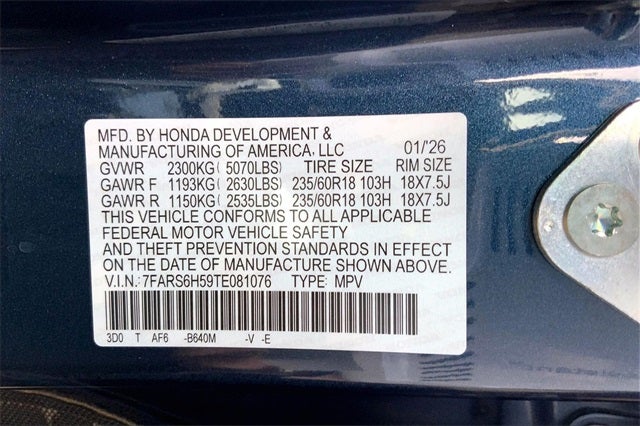 MFD. BY HONDA DEVELOPMENT &
MANUFACTURING OF AMERICA, LLC 01/'26
GVWR 2300KG( 5070LBS) TIRE SIZE RIM SIZE
GAWR F 1193KG( 2630LBS) 235/60R18 103H 18X7.5J
GAWR R 1150KG( 2535LBS) 235/60R18 103H 18X7.5J
THIS VEHICLE CONFORMS TO ALL APPLICABLE
FEDERAL MOTOR VEHICLE SAFETY
AND THEFT PREVENTION STANDARDS IN EFFECT
ON THE DATE OF MANUFACTURE SHOWN ABOVE.
V.I.N.: 7FARS6H59TE081076 TYPE: MPV
3D0 T AF6 -B640M -V -E